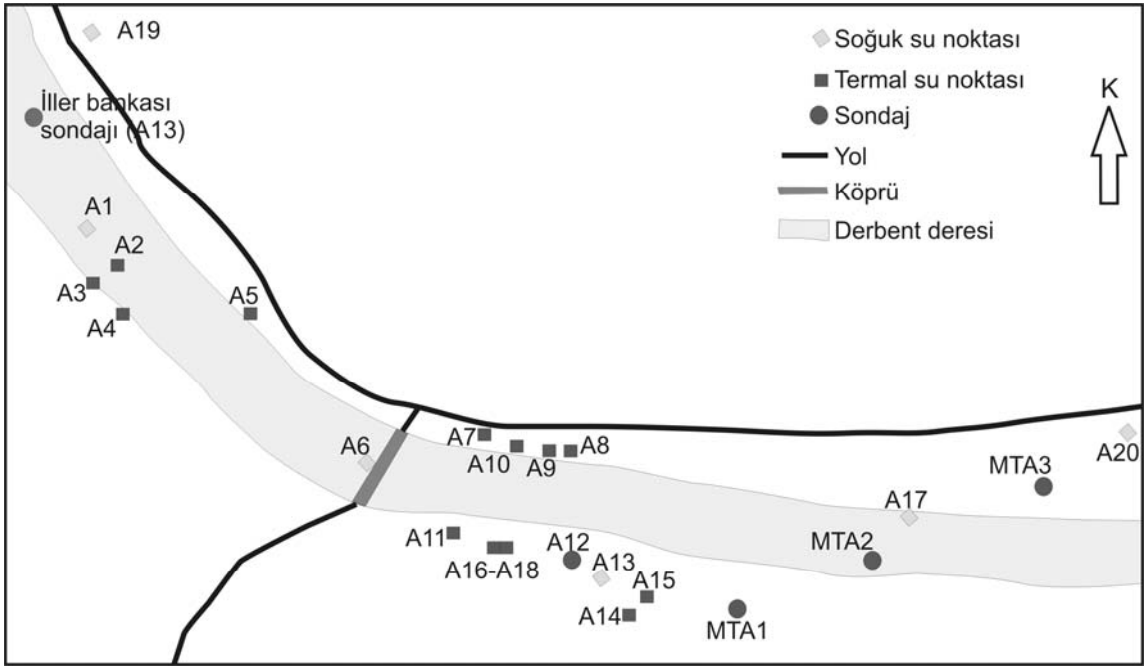 A19
Soğuk su noktası
Termal su noktası
K
İller bankası
sondajı (A13)
Sondaj
Yol
Köprü
A1
Derbent deresi
A2
A3
A5
A4
A7
A8
A6
A10
A9
A20
MTA3
A17
A11
A12
MTA2
A16-A18
A13
A15
A14
MTA1